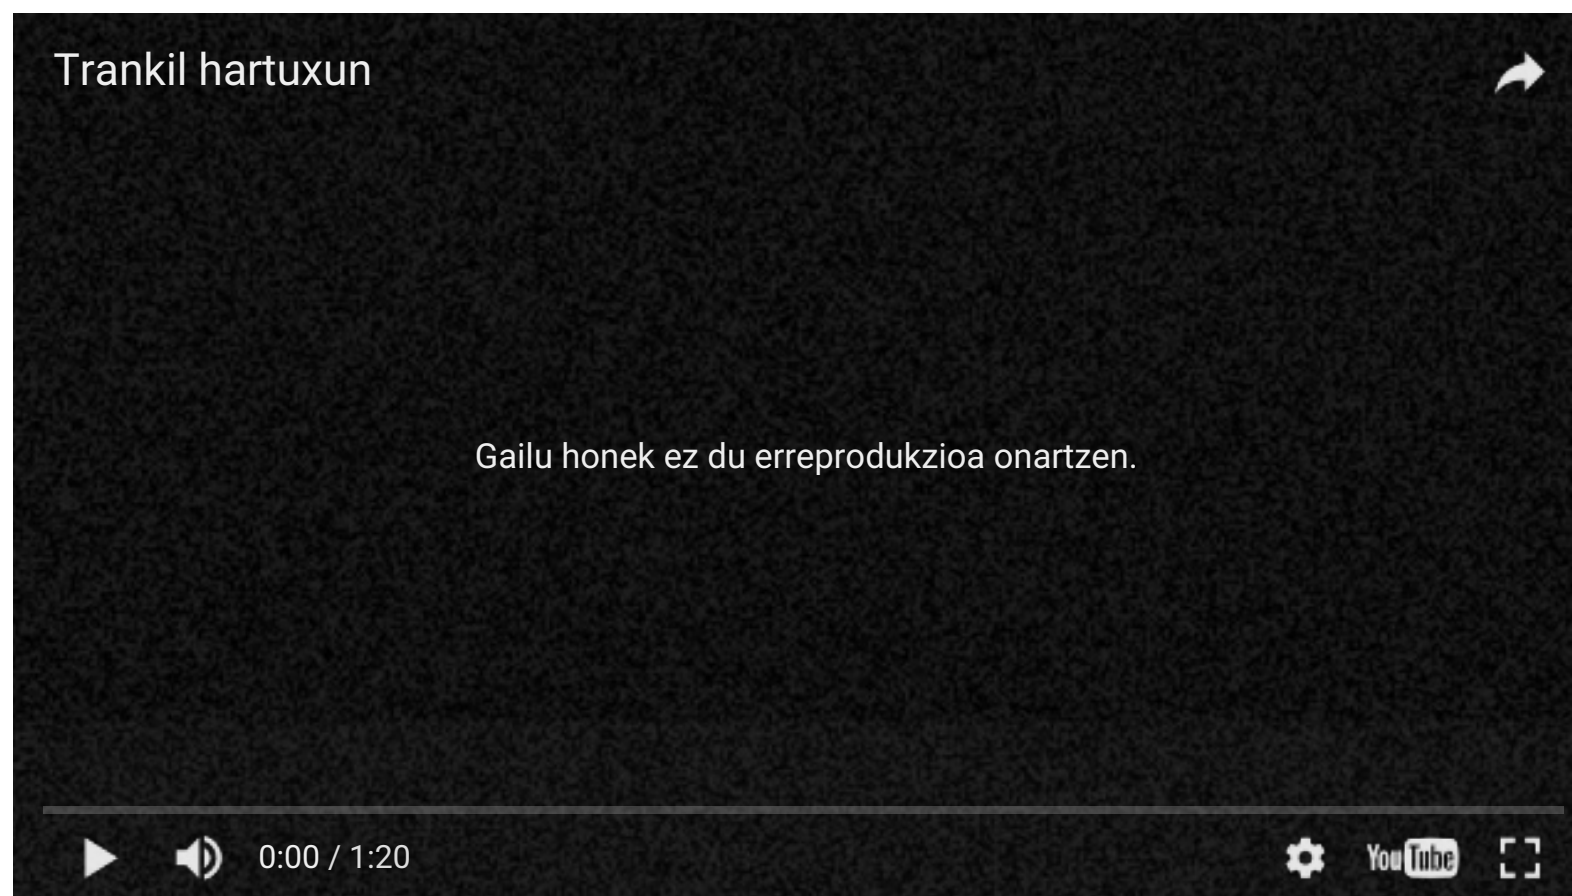 Trankil hartuxun
Gailu honek ez du erreprodukzioa onartzen.
0:00 / 1:20
YouTube